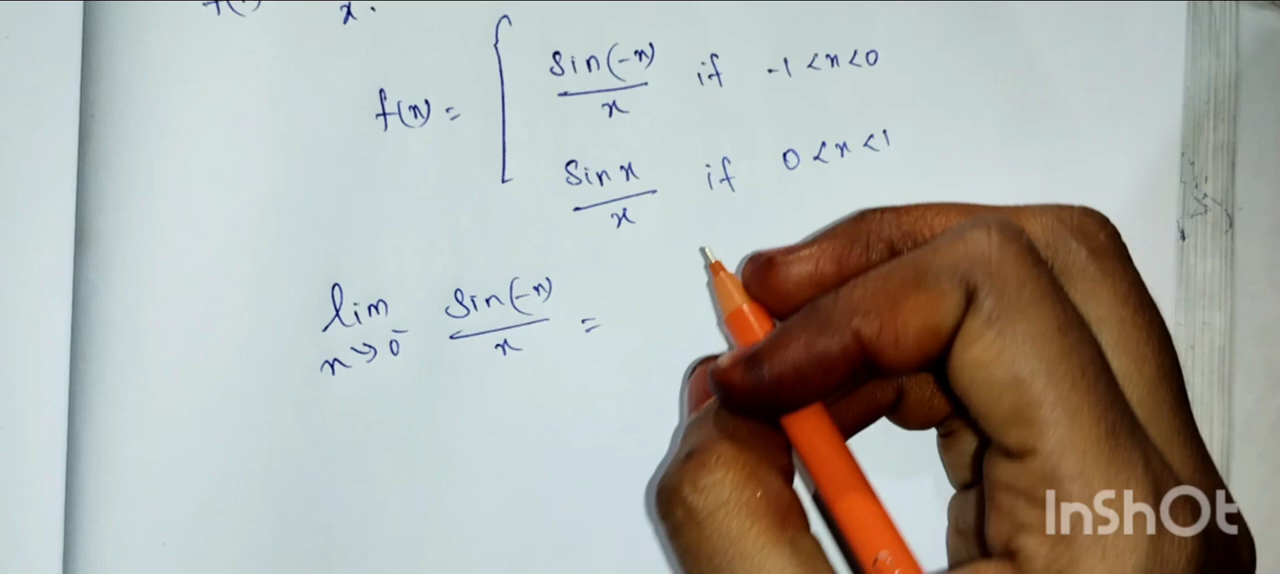 x.
f(x) = { sin(-x) / x if -1 < x < 0
sin x / x if 0 < x < 1
lim x→0⁻ sin(-x) / x =
InShOt